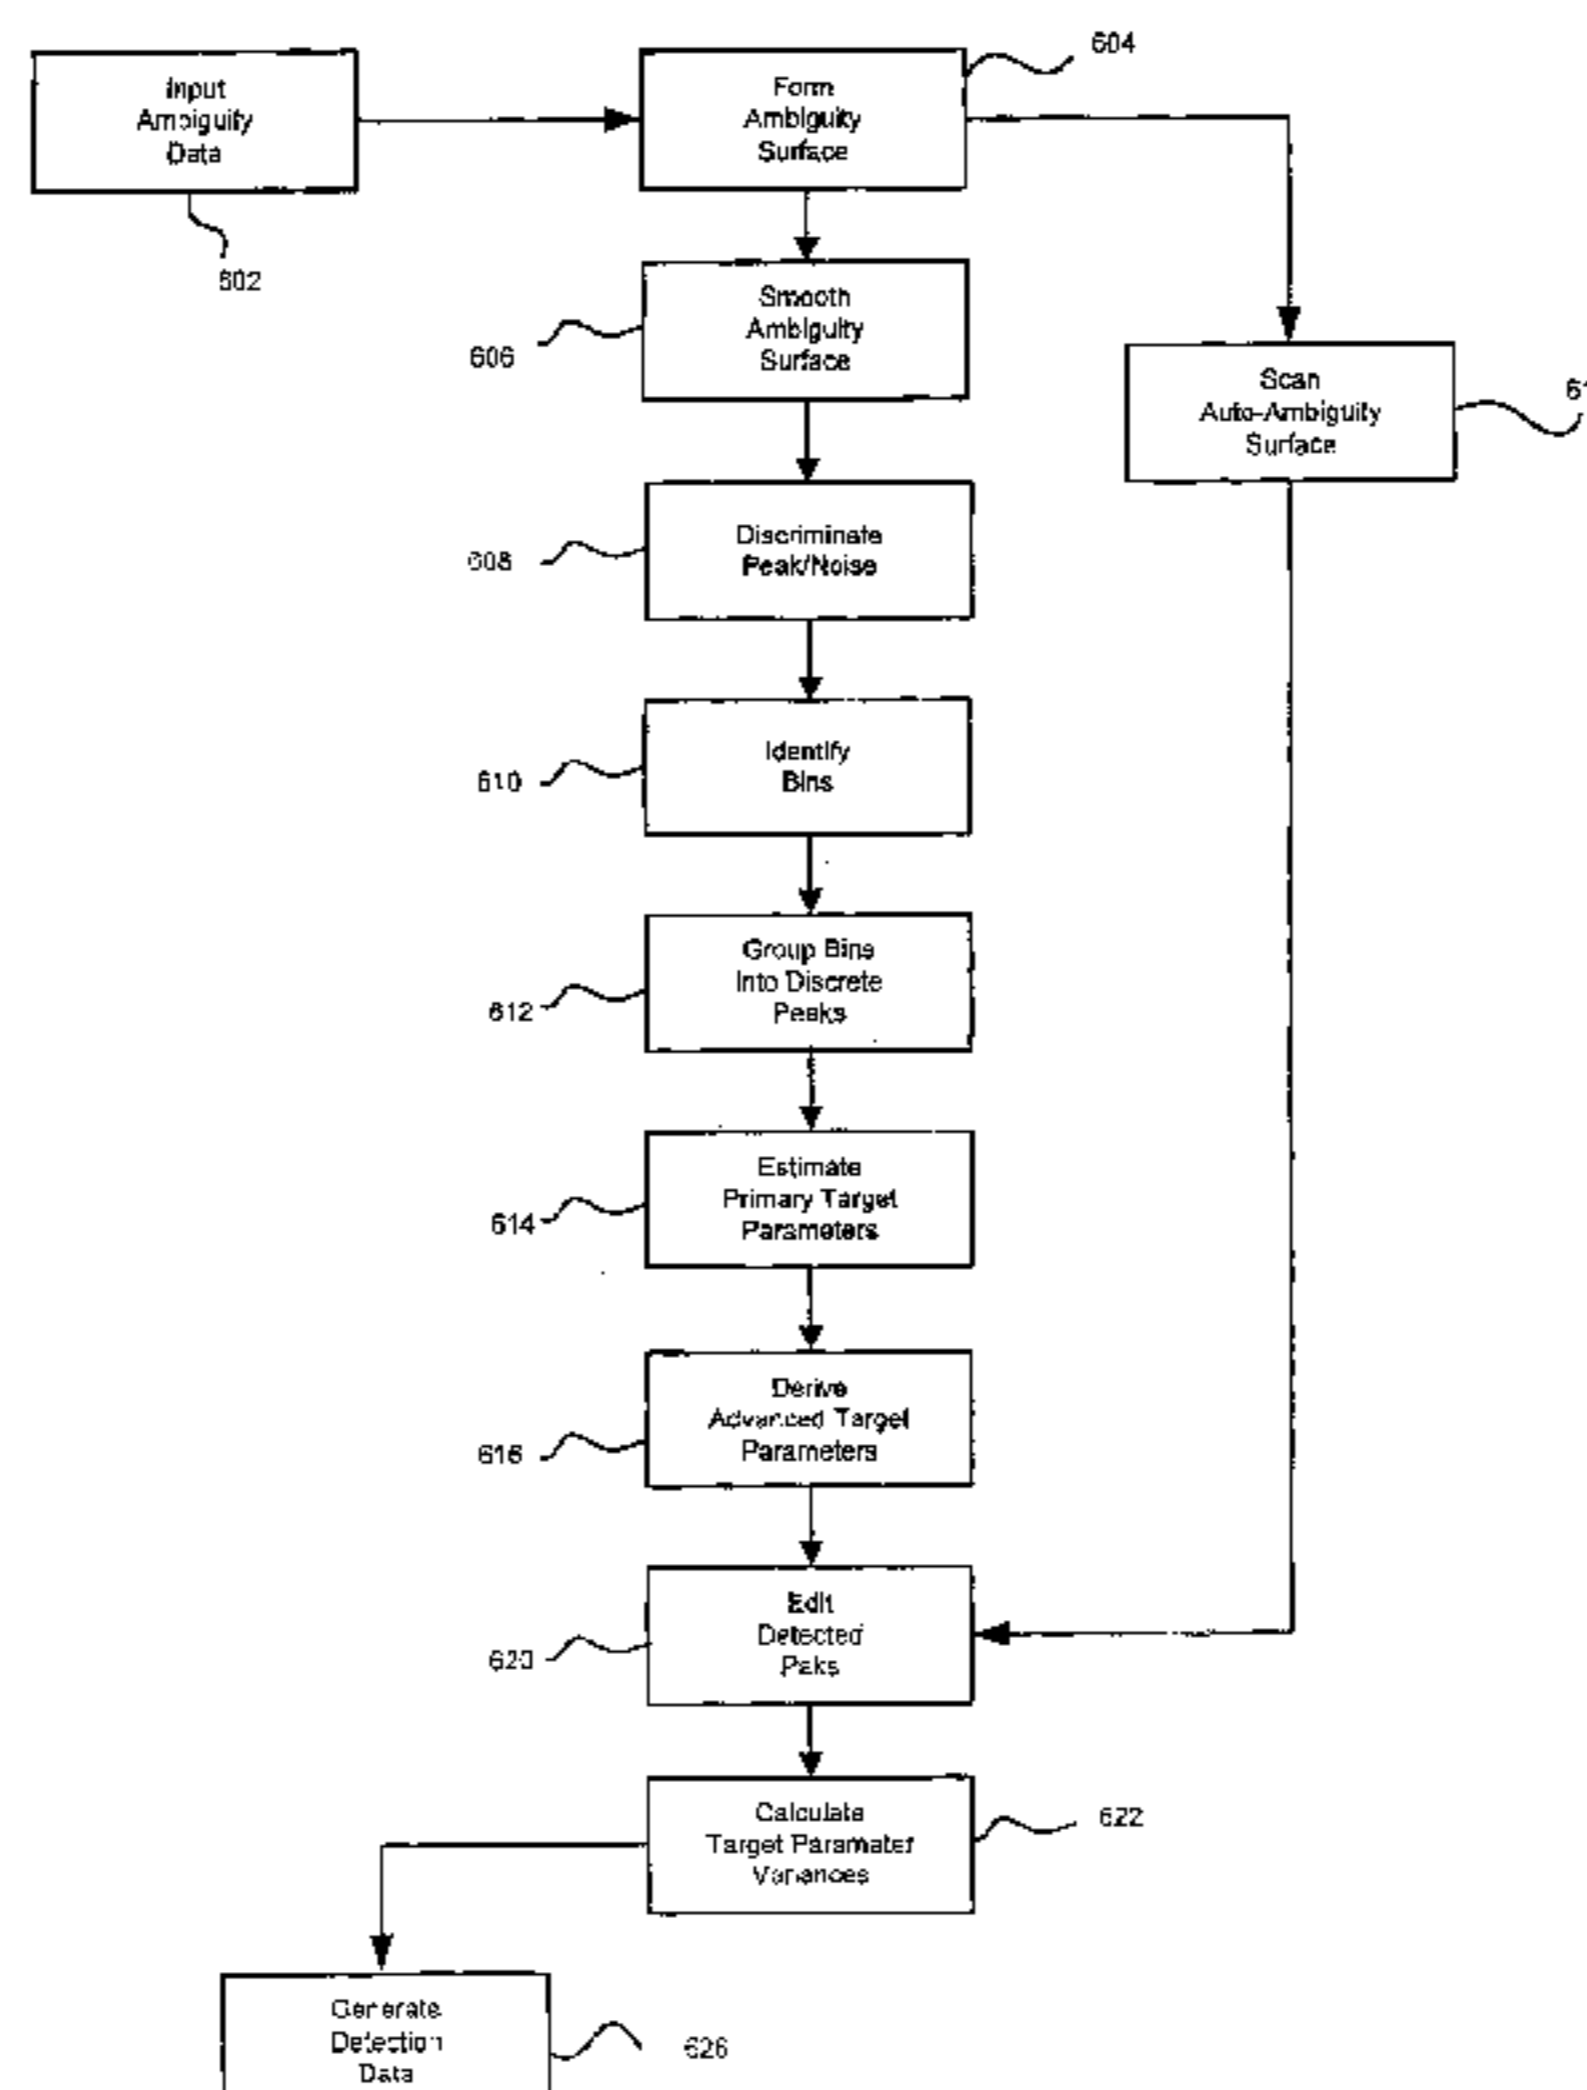 Input
Ambiguity
Data
602
Form
Ambiguity
Surface
604
Smooth
Ambiguity
Surface
606
Scan
Auto-Ambiguity
Surface
Discriminate
Peak/Noise
608
Identify
Bins
610
Group Bins
Into Discrete
Peaks
612
Estimate
Primary Target
Parameters
614
Derive
Advanced Target
Parameters
616
Edit
Detected
Paks
620
Calculate
Target Parameter
Variances
622
Generate
Detection
Data
626